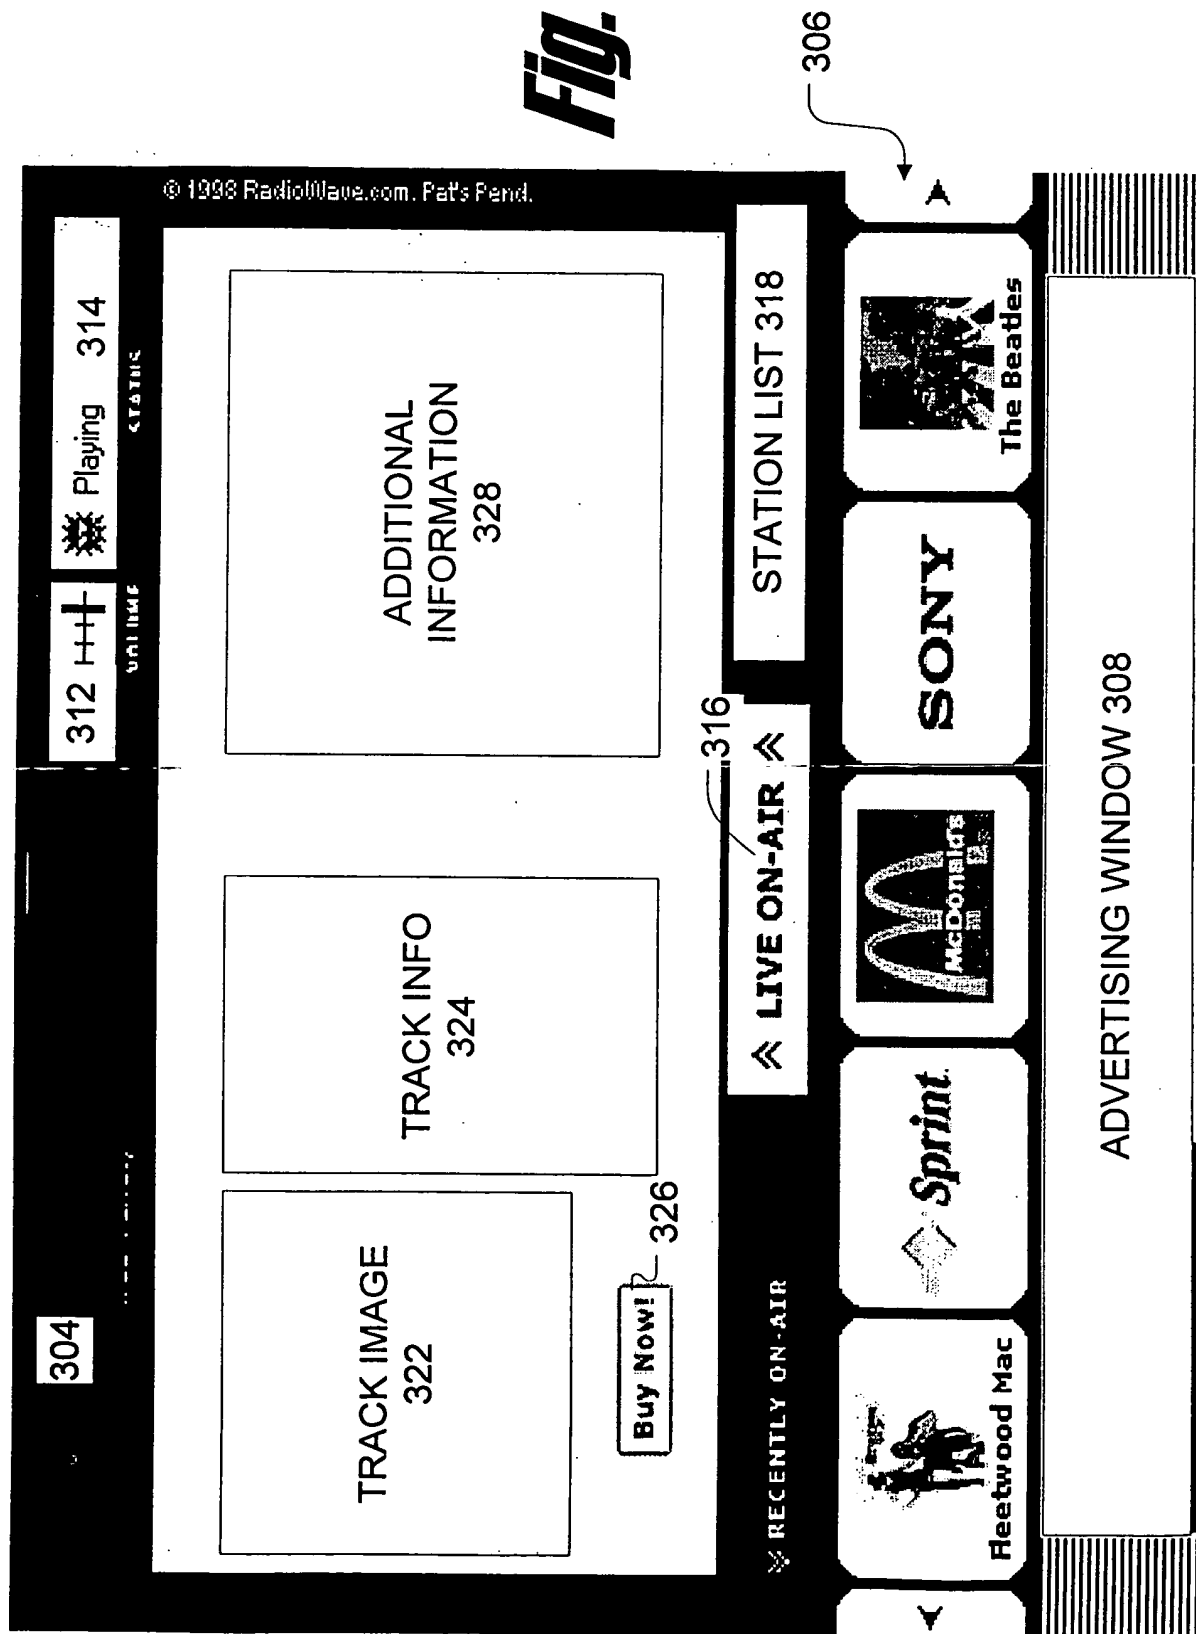 304
312
Playing 314
VOLUME
STATUS
© 1998 RadioWave.com. Pat's Pend.
TRACK IMAGE
322
TRACK INFO
324
ADDITIONAL
INFORMATION
328
Buy Now!
326
316
RECENTLY ON-AIR
LIVE ON-AIR
STATION LIST 318
Fleetwood Mac
Sprint
McDonald's
SONY
The Beatles
306
ADVERTISING WINDOW 308
Fig.